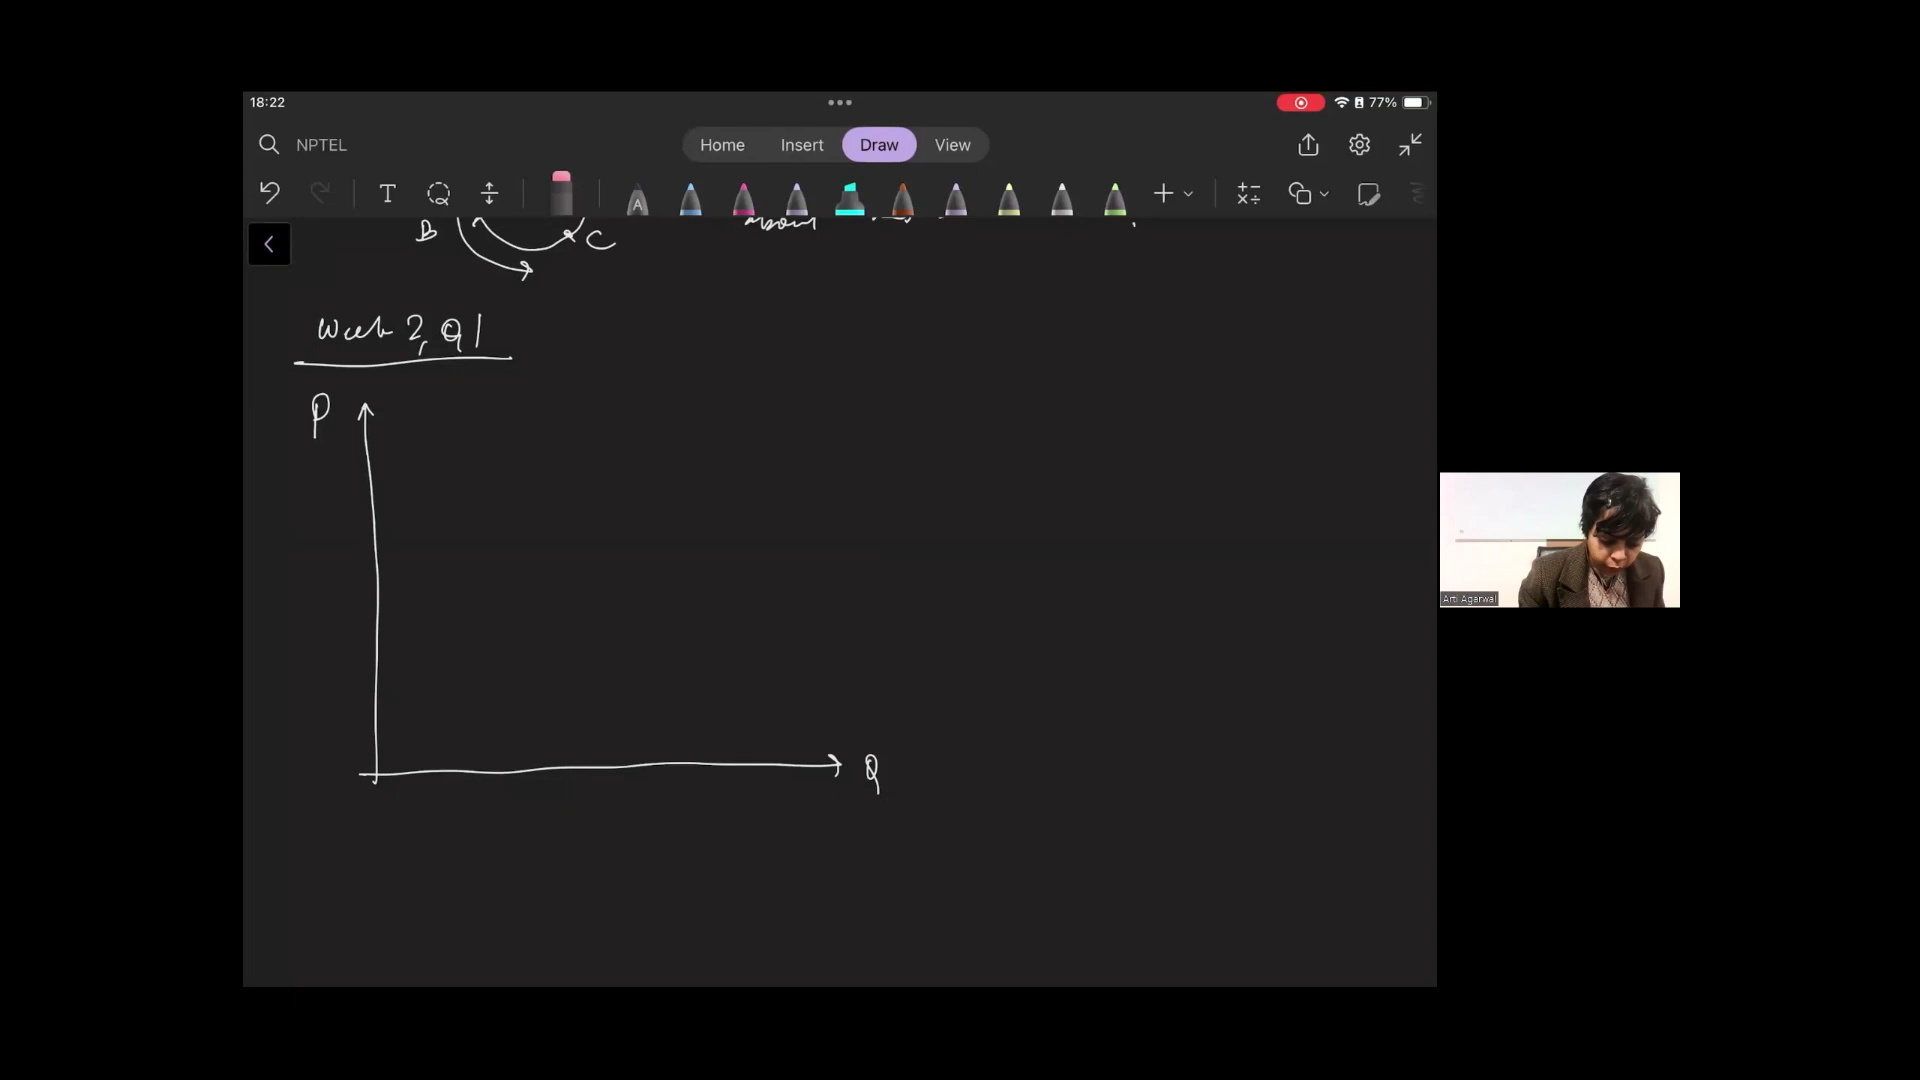 18:22
77%
NPTEL
Home Insert Draw View
T
A
B
C
Week 2, Q1
P
Q
Arti Agarwal